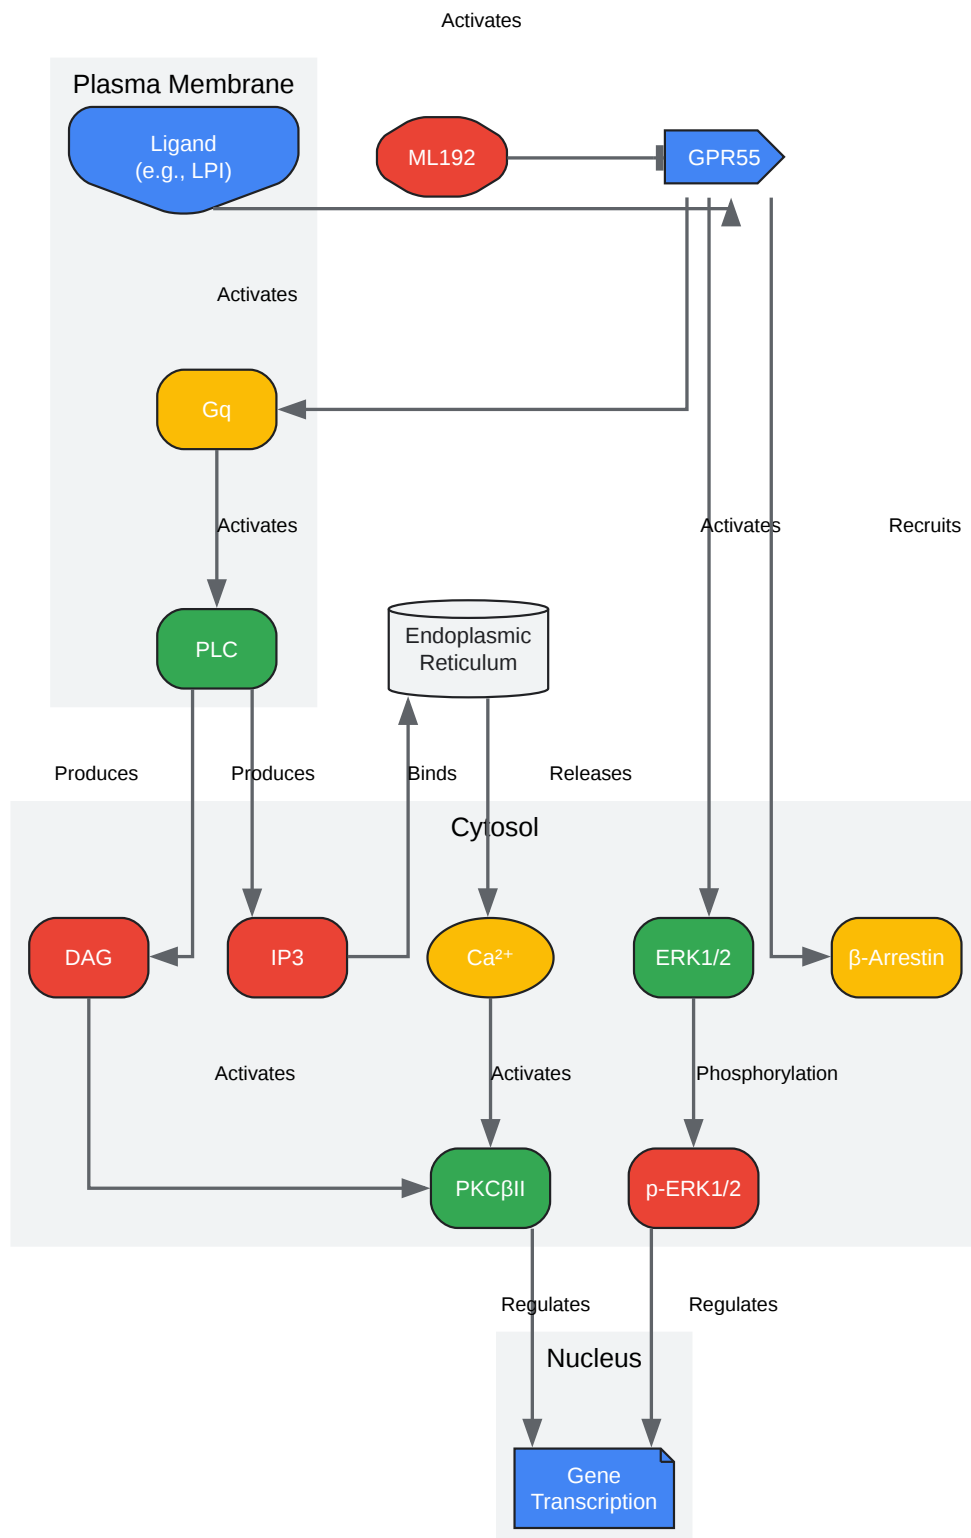 Activates
Plasma Membrane
Ligand
(e.g., LPI)
ML192
GPR55
Activates
Gq
Activates
Activates
Recruits
PLC
Endoplasmic
Reticulum
Produces
Produces
Binds
Releases
Cytosol
DAG
IP3
Ca²⁺
ERK1/2
β-Arrestin
Activates
Activates
Phosphorylation
PKCβII
p-ERK1/2
Regulates
Regulates
Nucleus
Gene
Transcription